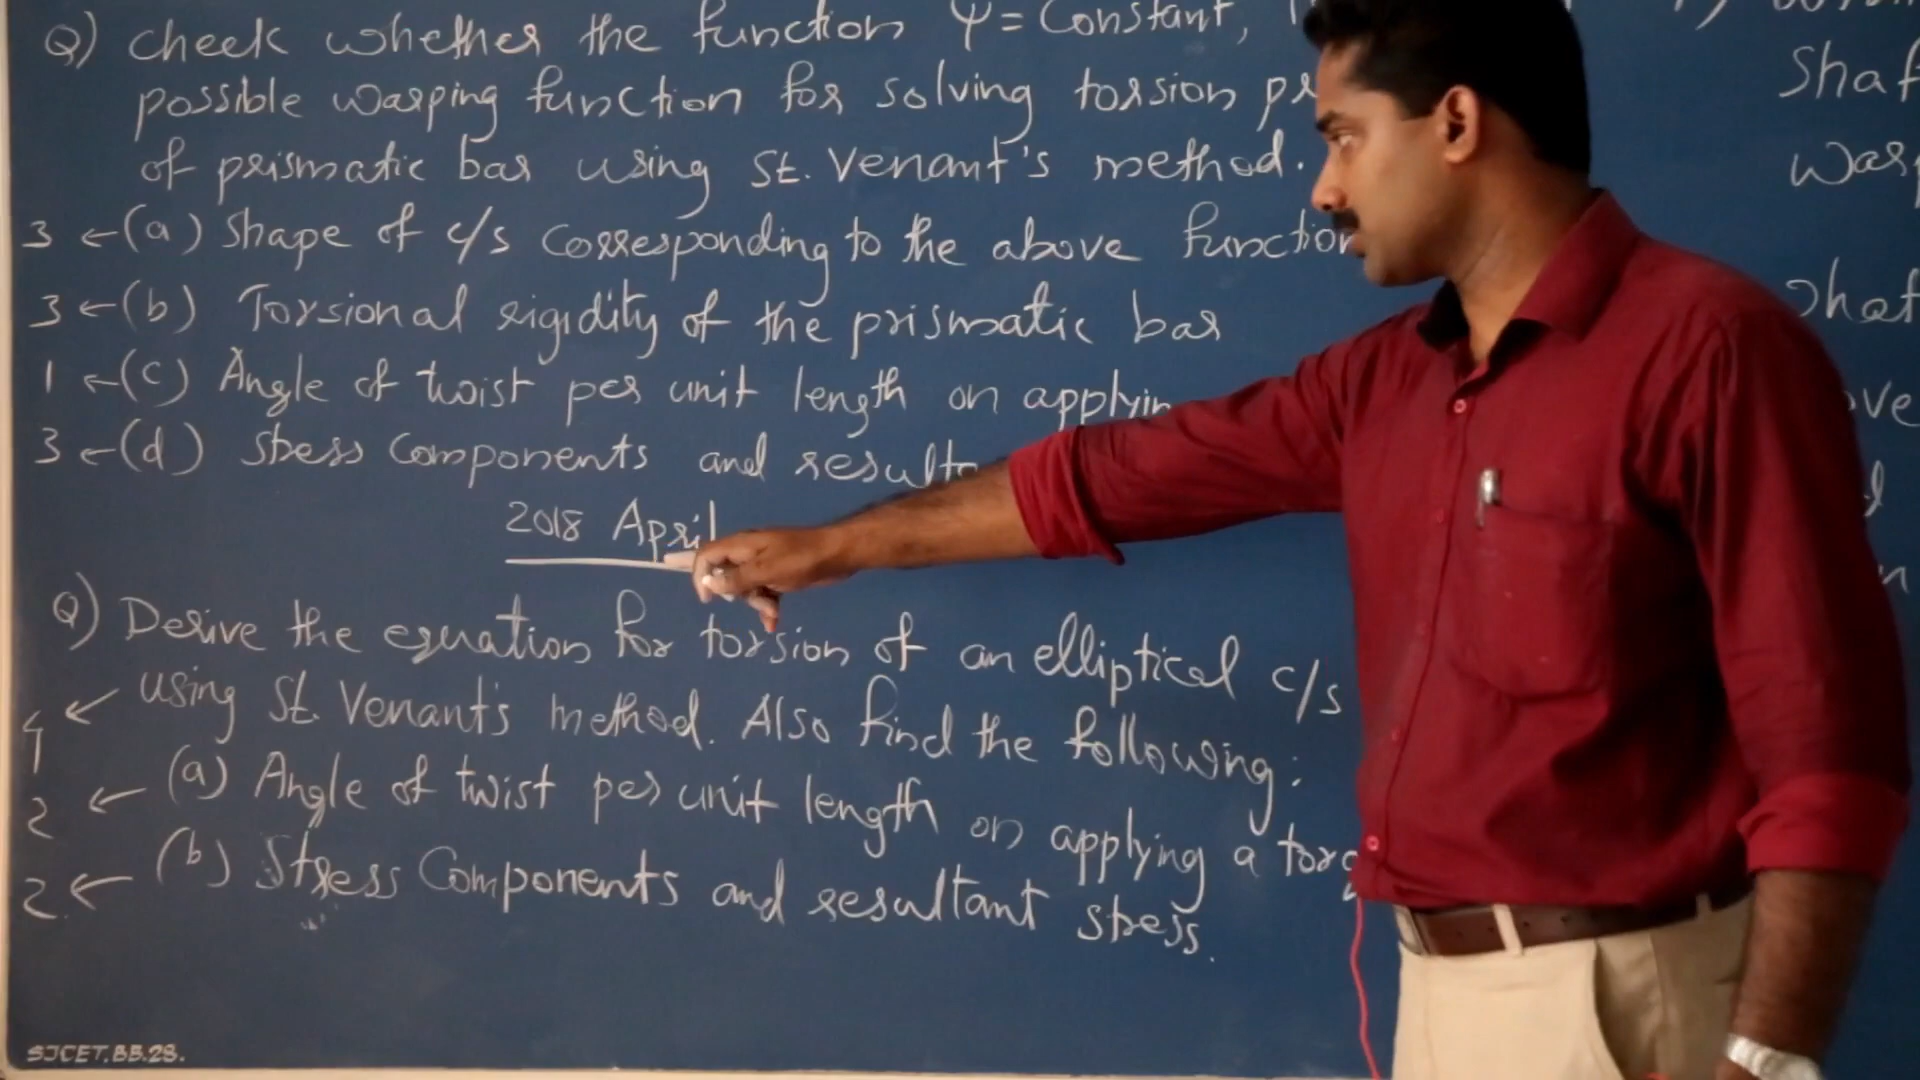 Q) check whether the function Ψ = Constant,
possible warping function for solving torsion
of prismatic bar using St. Venant's method.
3 ←(a) Shape of c/s corresponding to the above function
3 ←(b) Torsional rigidity of the prismatic bar
1 ←(c) Angle of twist per unit length on applyin
3 ←(d) Stress Components and resulta
2018 April
Q) Derive the equation for torsion of an elliptical c/s
4 ← using St. Venant's method. Also find the following:
2 ← (a) Angle of twist per unit length on applying a torq
2 ← (b) Stress Components and resultant stress.
Shaf
warp
Shaf
SJCET.BB.28.